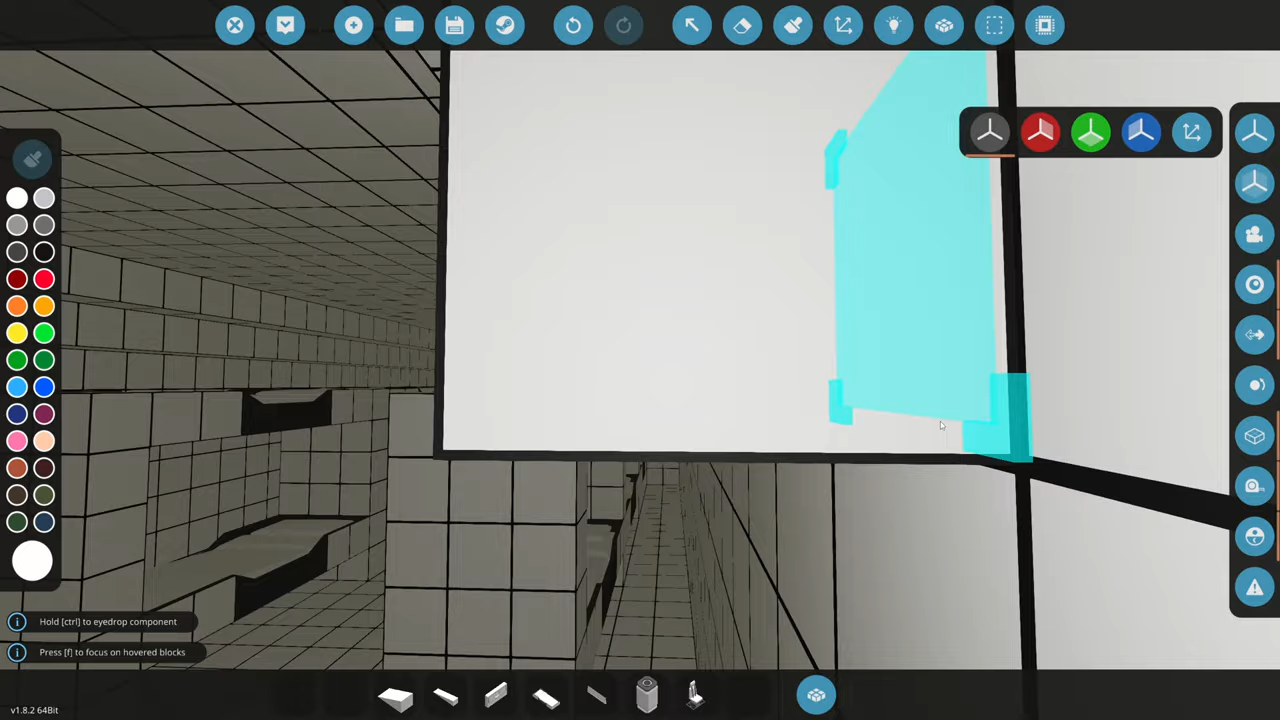 Hold [ctrl] to eyedrop component
Press [f] to focus on hovered blocks
v1.8.2 64Bit